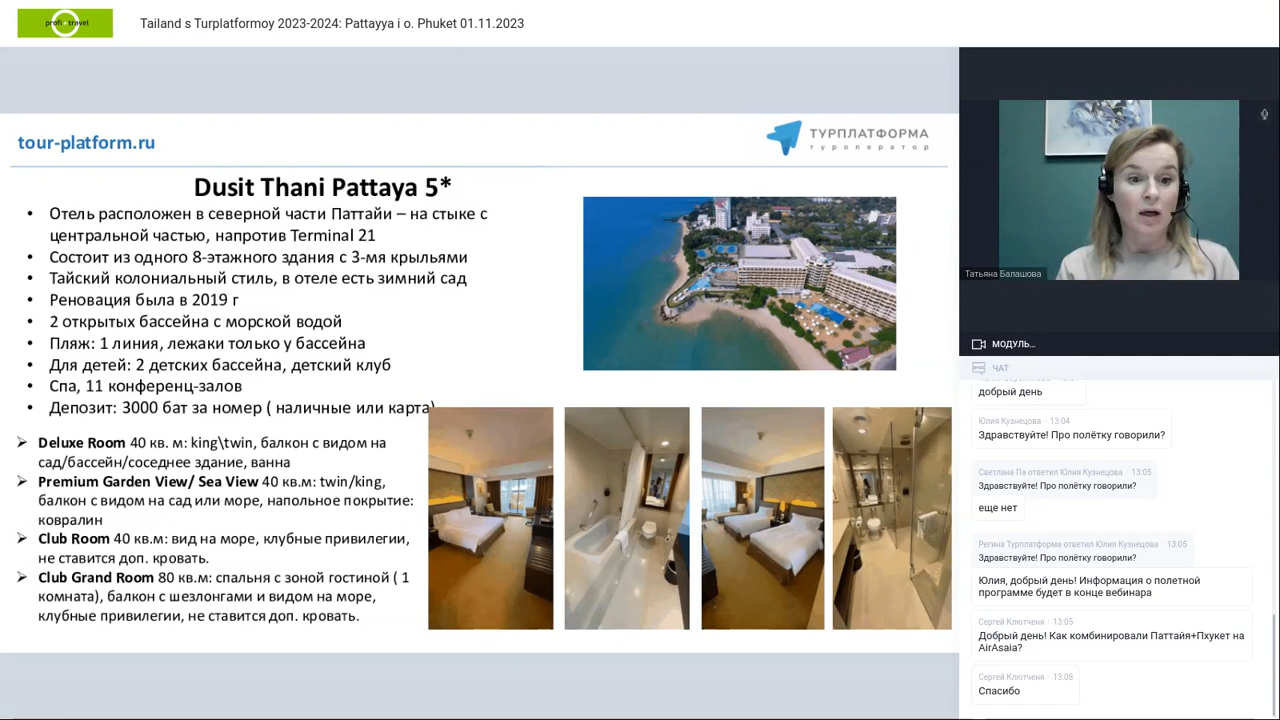 profi travel
Tailand s Turplatformoy 2023-2024: Pattayya i o. Phuket 01.11.2023
tour-platform.ru
ТУРПЛАТФОРМА
туроператор
Dusit Thani Pattaya 5*
• Отель расположен в северной части Паттайи – на стыке с
центральной частью, напротив Terminal 21
• Состоит из одного 8-этажного здания с 3-мя крыльями
• Тайский колониальный стиль, в отеле есть зимний сад
• Реновация была в 2019 г
• 2 открытых бассейна с морской водой
• Пляж: 1 линия, лежаки только у бассейна
• Для детей: 2 детских бассейна, детский клуб
• Спа, 11 конференц-залов
• Депозит: 3000 бат за номер ( наличные или карта)
➢ Deluxe Room 40 кв. м: king\twin, балкон с видом на
сад/бассейн/соседнее здание, ванна
➢ Premium Garden View/ Sea View 40 кв.м: twin/king,
балкон с видом на сад или море, напольное покрытие:
ковралин
➢ Club Room 40 кв.м: вид на море, клубные привилегии,
не ставится доп. кровать.
➢ Club Grand Room 80 кв.м: спальня с зоной гостиной ( 1
комната), балкон с шезлонгами и видом на море,
клубные привилегии, не ставится доп. кровать.
Татьяна Балашова
МОДУЛЬ...
ЧАТ
добрый день
Юлия Кузнецова · 13:04
Здравствуйте! Про полётку говорили?
Светлана Па ответил Юлия Кузнецова · 13:05
Здравствуйте! Про полётку говорили?
еще нет
Регина Турплатформа ответил Юлия Кузнецова 13:05
Здравствуйте! Про полётку говорили?
Юлия, добрый день! Информация о полетной
программе будет в конце вебинара
Сергей Клютченя · 13:05
Добрый день! Как комбинировали Паттайя+Пхукет на
AirAsaia?
Сергей Клютченя · 13:08
Спасибо